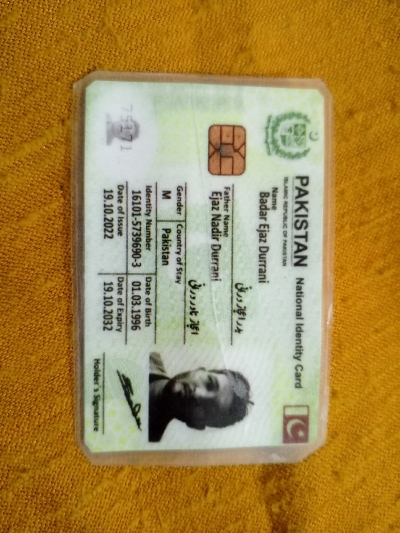 PAKISTAN National Identity Card
ISLAMIC REPUBLIC OF PAKISTAN
Name
Badar Ejaz Durrani
بدر اعجاز درانی
Father Name
Ejaz Nadir Durrani
اعجاز نادر درانی
Gender Country of Stay
M Pakistan
Identity Number Date of Birth
16101-5739690-3 01.03.1996
Date of Issue Date of Expiry
19.10.2022 19.10.2032
Holder's Signature